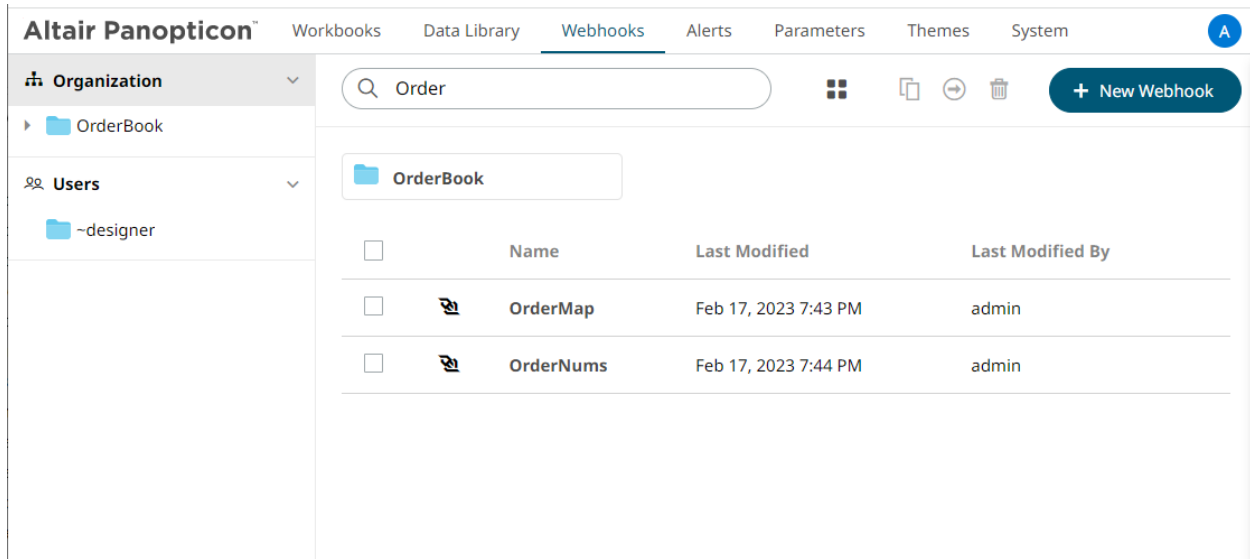 Altair Panopticon™ Workbooks Data Library Webhooks Alerts Parameters Themes System A
Organization
OrderBook
Users
~designer
Order
+ New Webhook
OrderBook
Name Last Modified Last Modified By
OrderMap Feb 17, 2023 7:43 PM admin
OrderNums Feb 17, 2023 7:44 PM admin